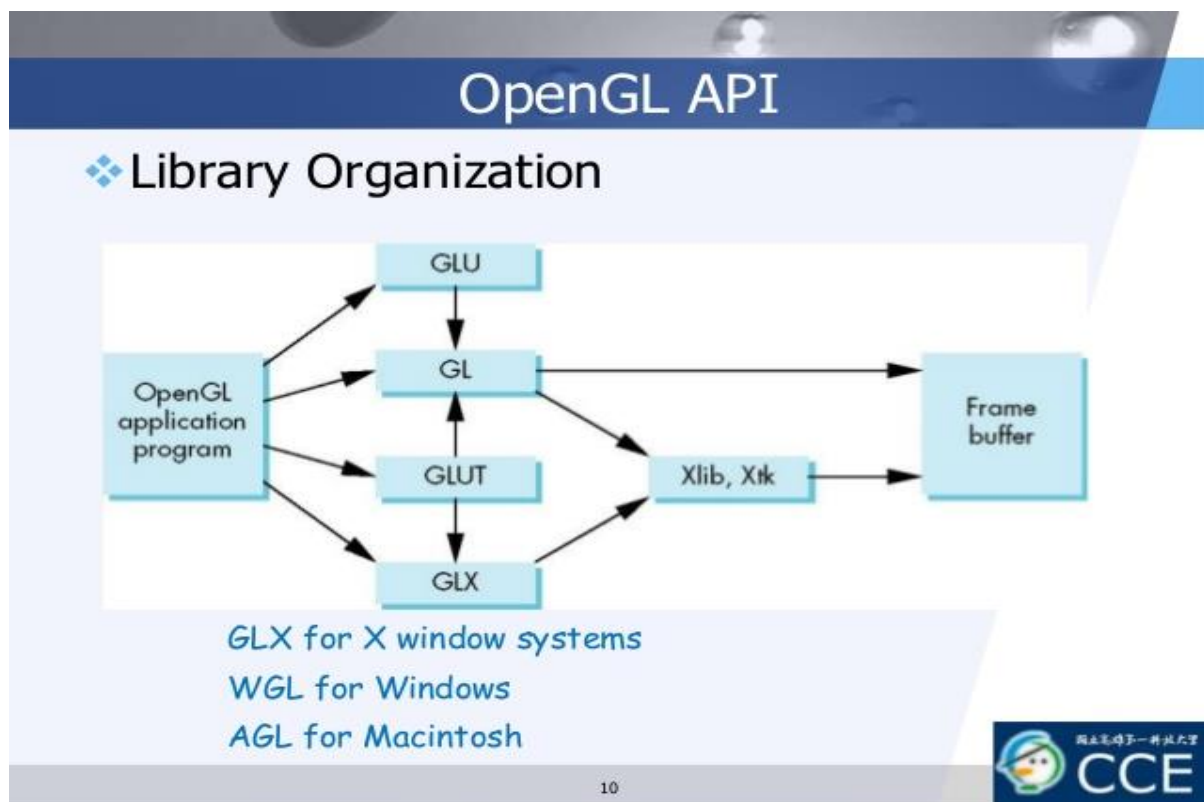 OpenGL API
Library Organization
GLU
GL
OpenGL
application
program
Frame
buffer
GLUT
Xlib, Xtk
GLX
GLX for X window systems
WGL for Windows
AGL for Macintosh
10
CCE